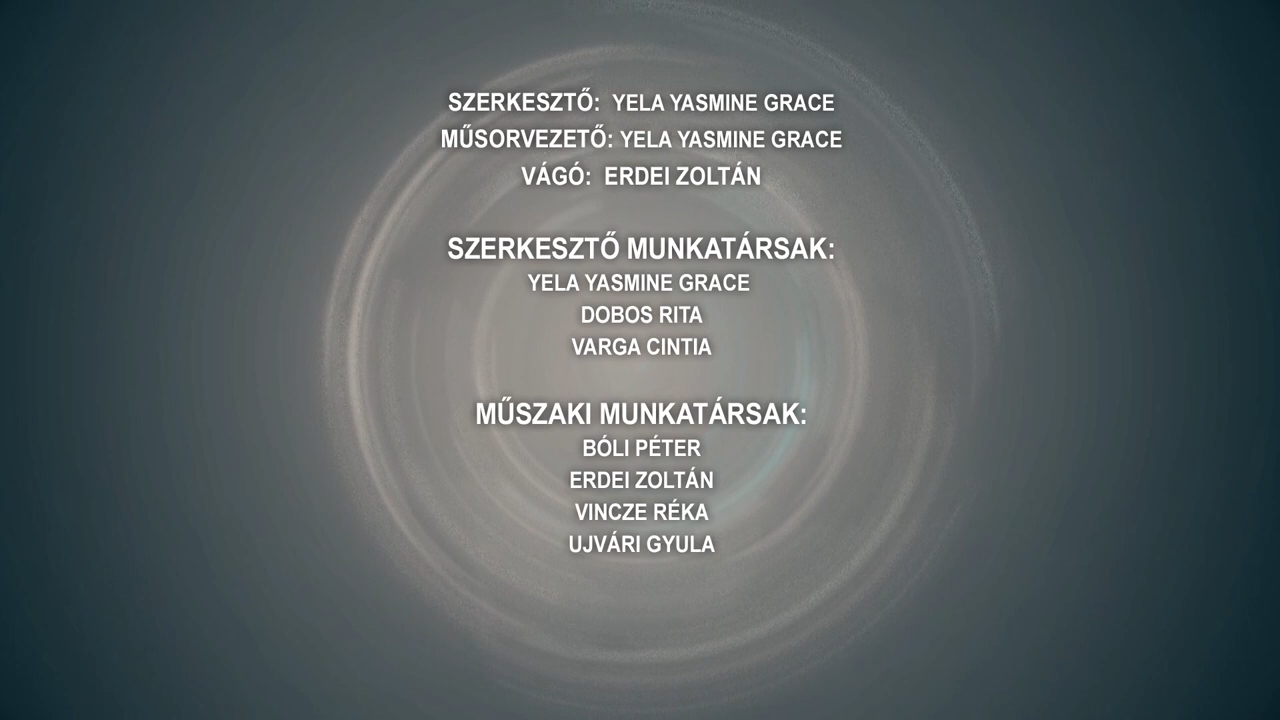 SZERKESZTŐ: YELA YASMINE GRACE
MŰSORVEZETŐ: YELA YASMINE GRACE
VÁGÓ: ERDEI ZOLTÁN
SZERKESZTŐ MUNKATÁRSAK:
YELA YASMINE GRACE
DOBOS RITA
VARGA CINTIA
MŰSZAKI MUNKATÁRSAK:
BÓLI PÉTER
ERDEI ZOLTÁN
VINCZE RÉKA
UJVÁRI GYULA